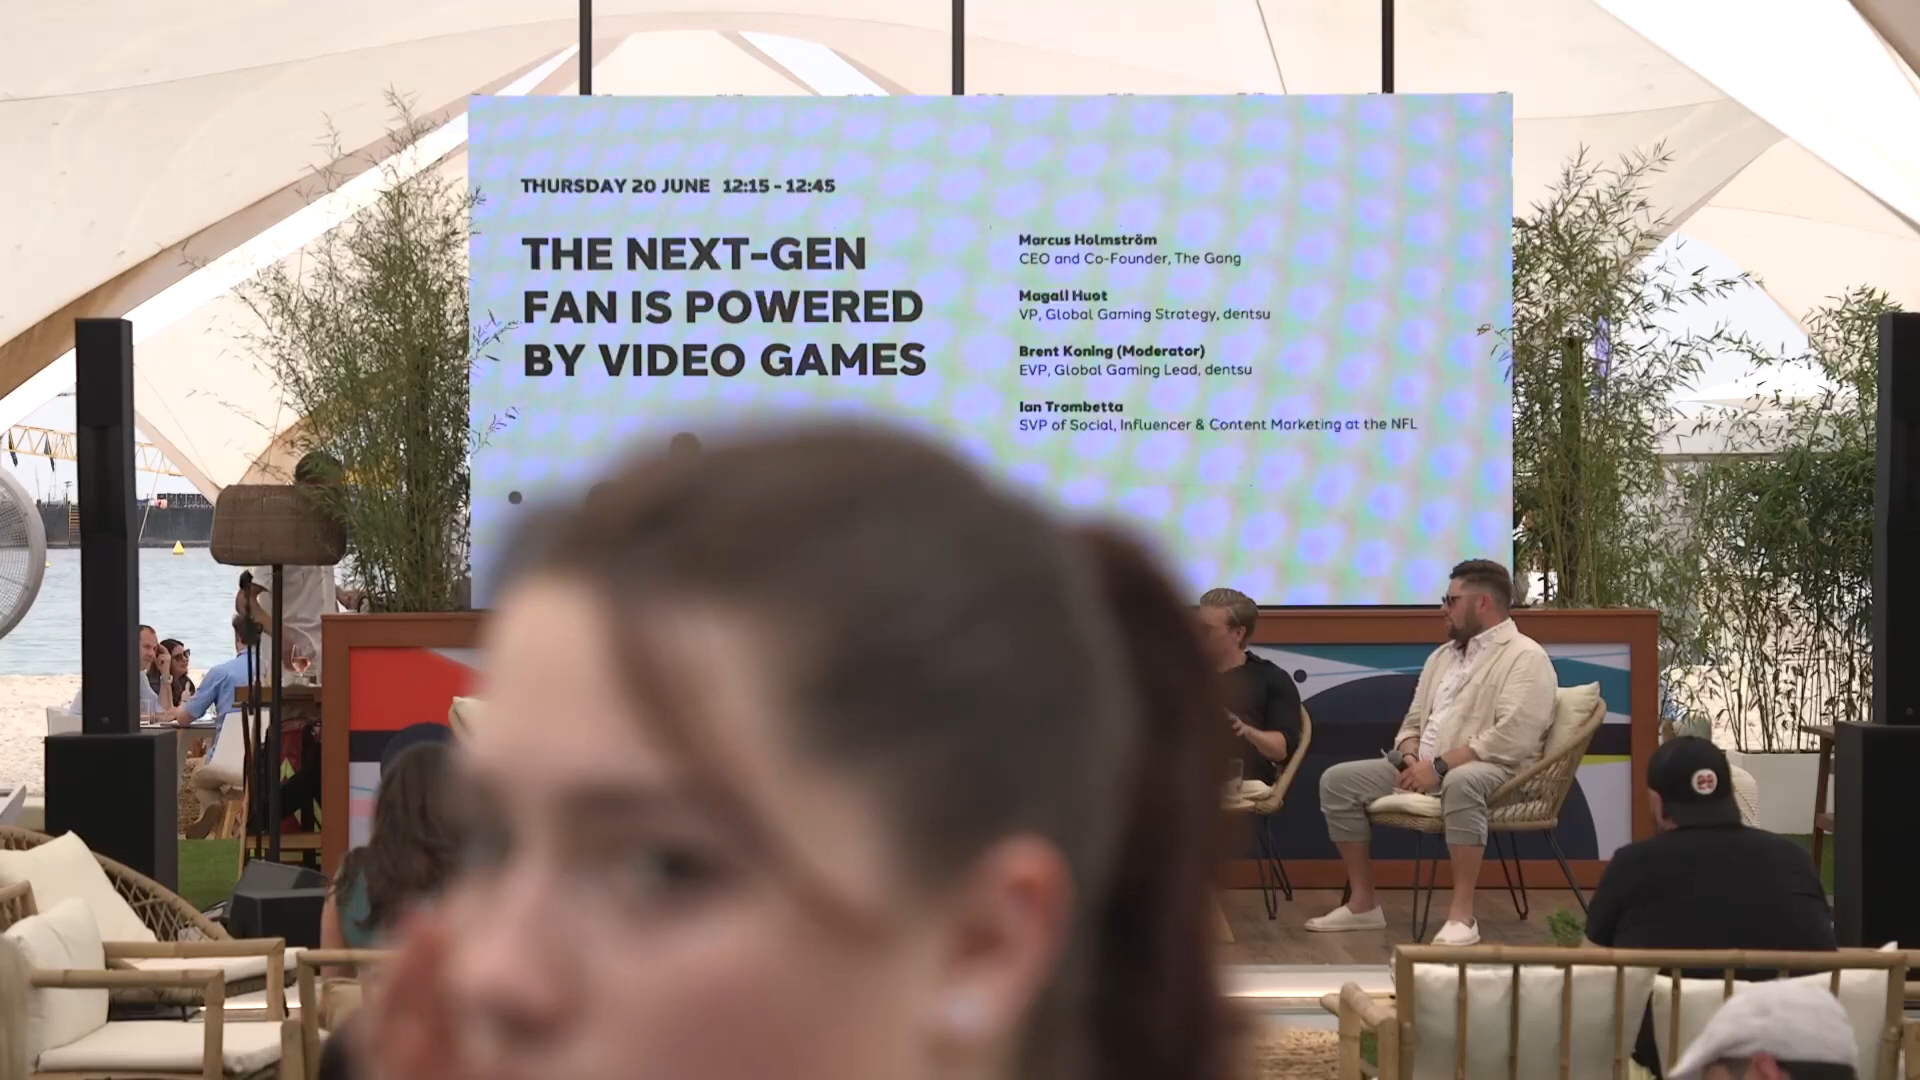 THURSDAY 20 JUNE 12:15 - 12:45
THE NEXT-GEN
FAN IS POWERED
BY VIDEO GAMES
Marcus Holmström
CEO and Co-Founder, The Gang
Magali Huot
VP, Global Gaming Strategy, dentsu
Brent Koning (Moderator)
EVP, Global Gaming Lead, dentsu
Ian Trombetta
SVP of Social, Influencer & Content Marketing at the NFL